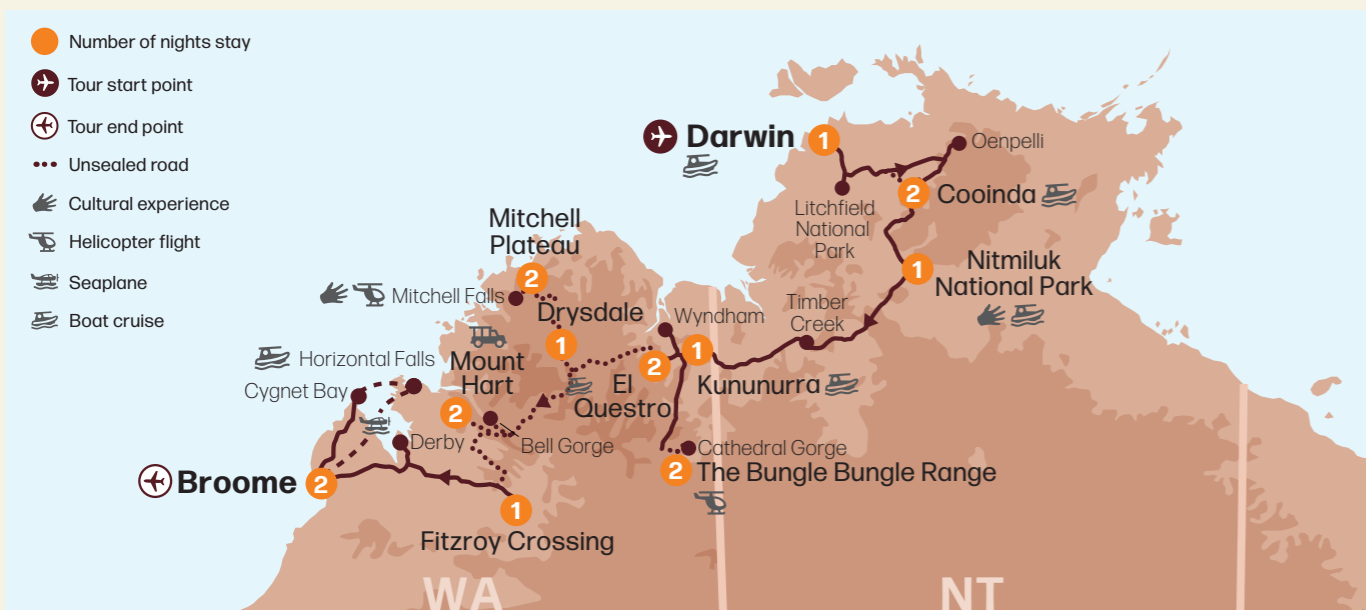 Number of nights stay
Tour start point
Tour end point
Unsealed road
Cultural experience
Helicopter flight
Seaplane
Boat cruise
Darwin
1
Oenpelli
2
Cooinda
Litchfield
National
Park
Mitchell
Plateau
2
Mitchell Falls
1
Nitmiluk
National Park
Drysdale
1
Wyndham
Timber
Creek
Horizontal Falls
Mount
Hart
2
El
Questro
1
Kununurra
Cygnet Bay
2
Bell Gorge
Derby
Cathedral Gorge
2
The Bungle Bungle Range
Broome
2
1
Fitzroy Crossing
WA
NT